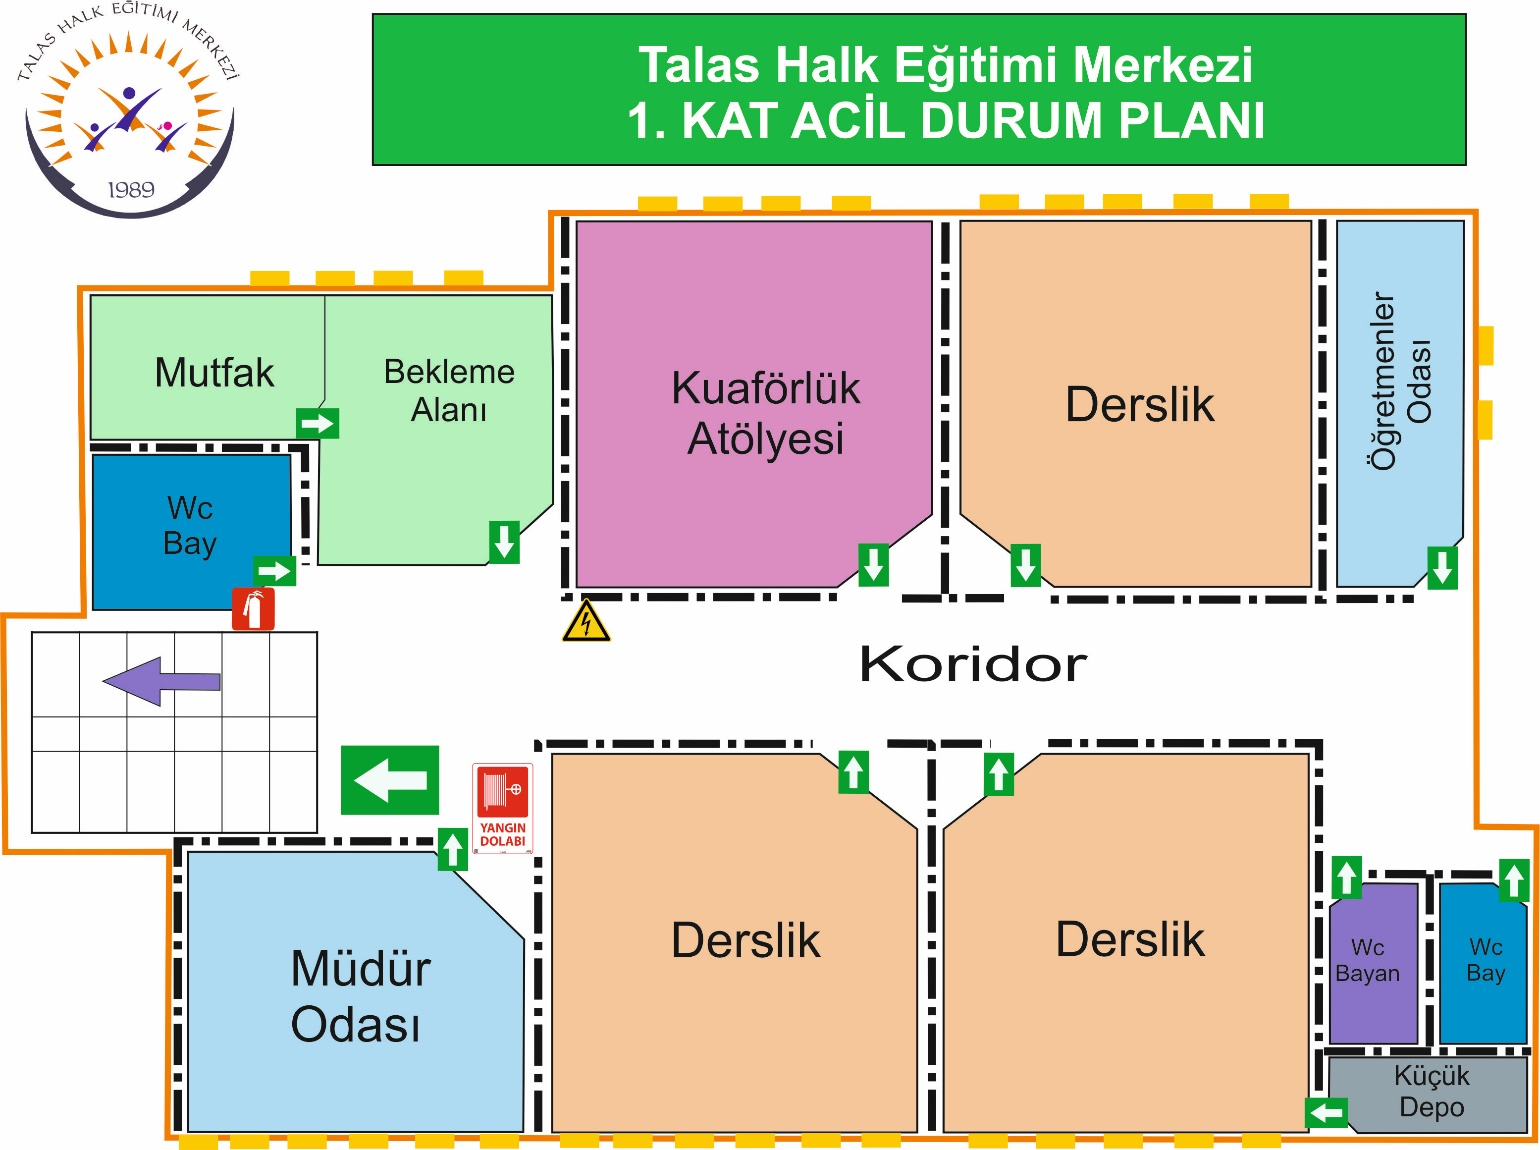 TALAS HALK EĞİTİMİ MERKEZİ
1989
Talas Halk Eğitimi Merkezi
1. KAT ACİL DURUM PLANI
Mutfak
Bekleme
Alanı
Kuaförlük
Atölyesi
Derslik
Öğretmenler
Odası
Wc
Bay
Koridor
YANGIN
DOLABI
Müdür
Odası
Derslik
Derslik
Wc
Bayan
Wc
Bay
Küçük
Depo